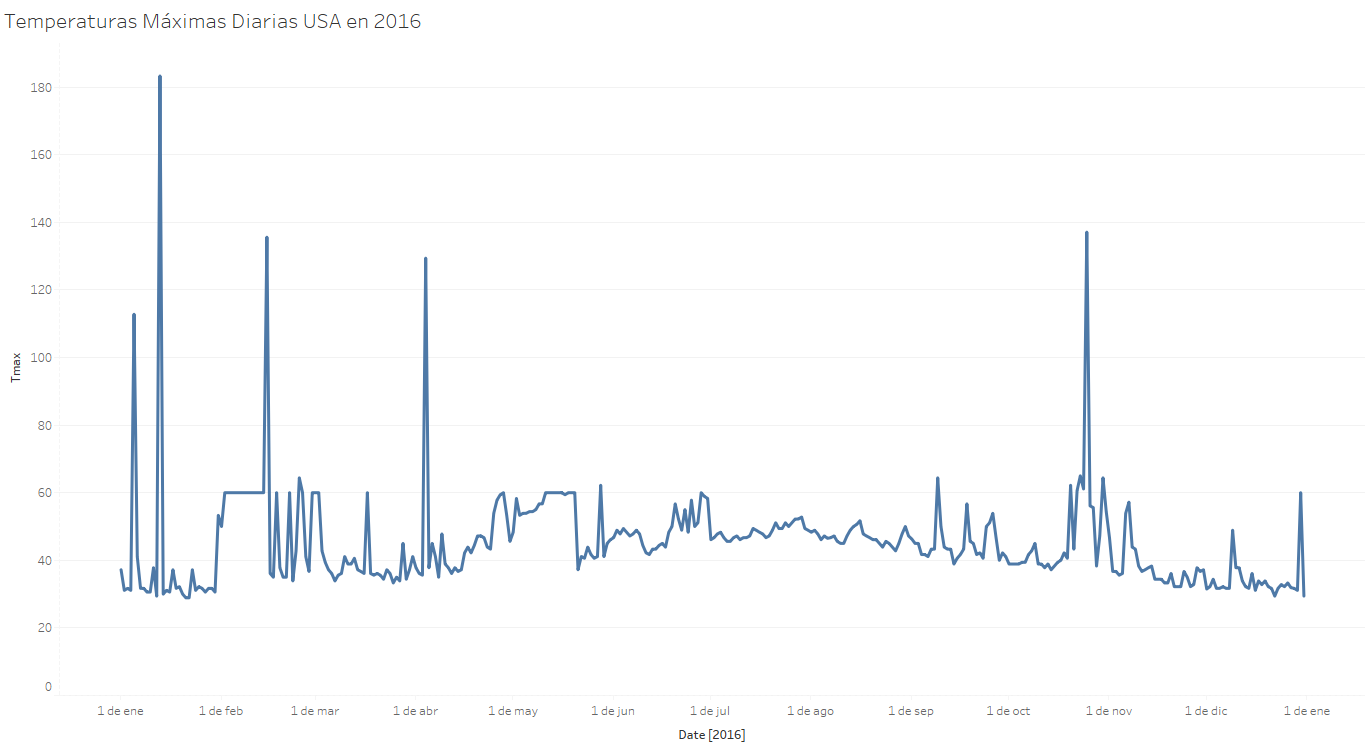 Temperaturas Máximas Diarias USA en 2016
180
160
140
120
100
80
60
40
20
0
Tmax
1 de ene 1 de feb 1 de mar 1 de abr 1 de may 1 de jun 1 de jul 1 de ago 1 de sep 1 de oct 1 de nov 1 de dic 1 de ene
Date [2016]